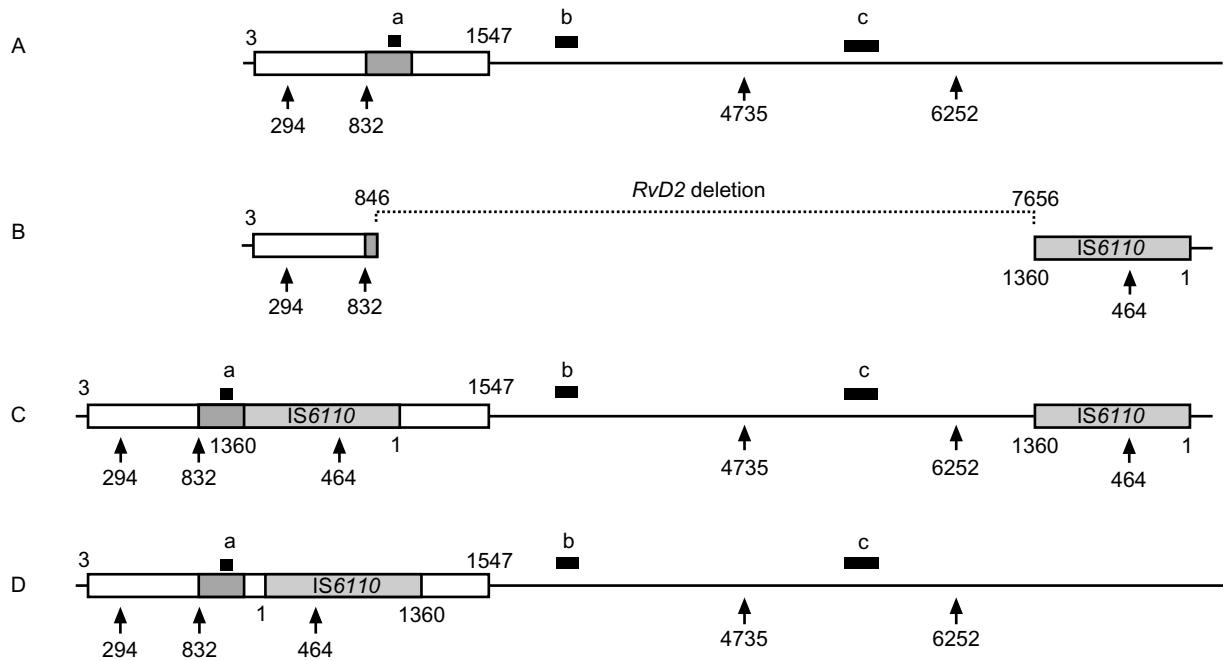 a b c
A 3 1547
294 832 4735 6252
RvD2 deletion
846 7656
B 3
IS6110
1360 1
294 832 464
a b c
C 3 1547
IS6110 IS6110
1360 1 1360 1
294 832 464 4735 6252 464
a b c
3 1547
D IS6110
1 1360
294 832 464 4735 6252